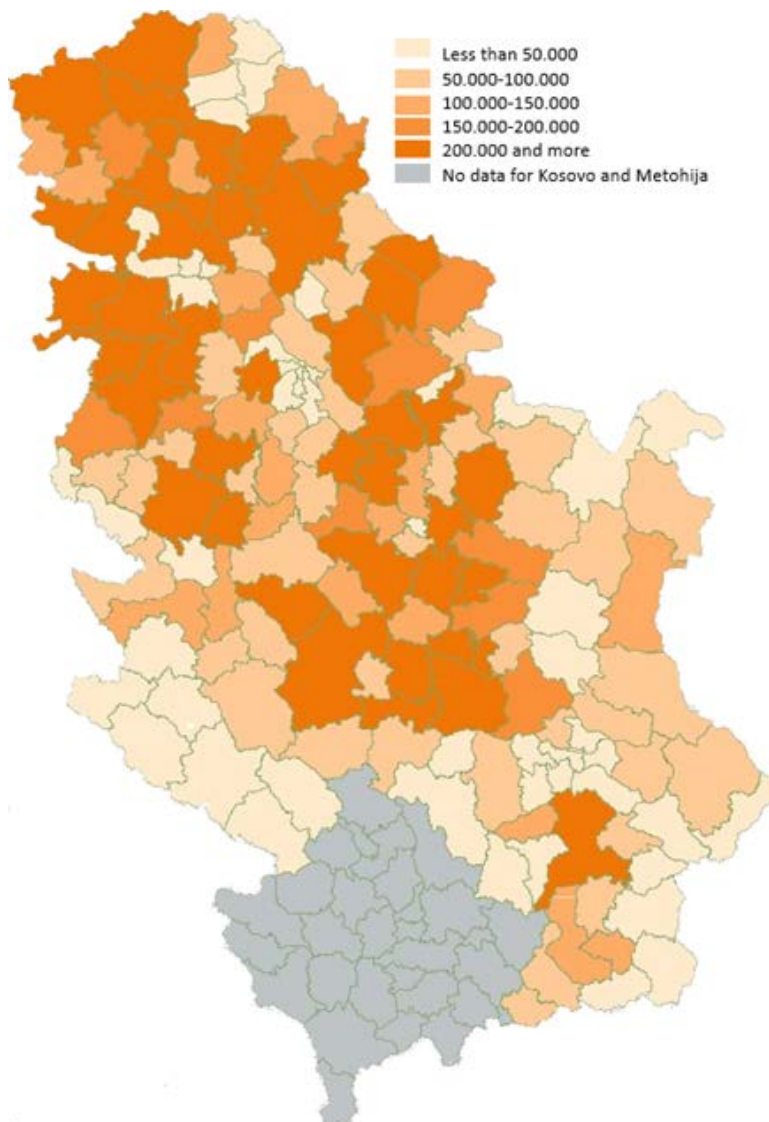 Less than 50.000
50.000-100.000
100.000-150.000
150.000-200.000
200.000 and more
No data for Kosovo and Metohija